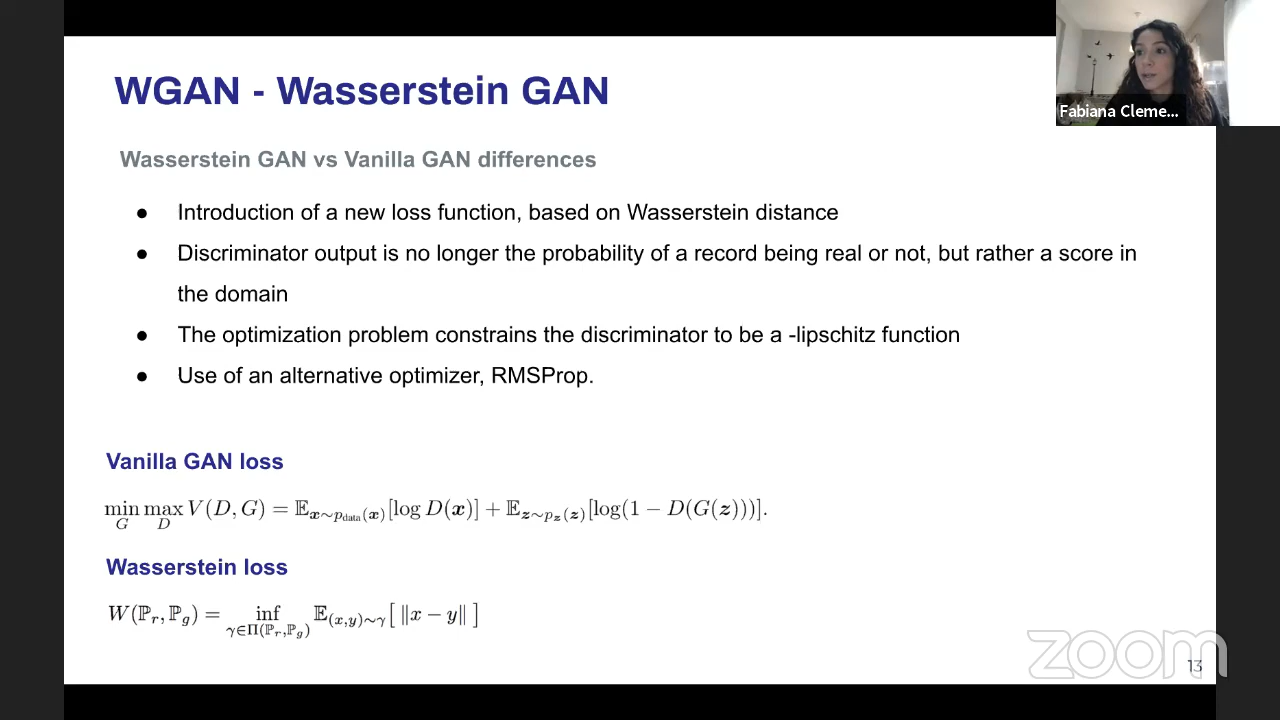 WGAN - Wasserstein GAN
Fabiana Cleme...
Wasserstein GAN vs Vanilla GAN differences
● Introduction of a new loss function, based on Wasserstein distance
● Discriminator output is no longer the probability of a record being real or not, but rather a score in
the domain
● The optimization problem constrains the discriminator to be a -lipschitz function
● Use of an alternative optimizer, RMSProp.
Vanilla GAN loss
min_G max_D V(D, G) = 𝔼_{x∼p_data(x)}[log D(x)] + 𝔼_{z∼p_z(z)}[log(1 − D(G(z)))].
Wasserstein loss
W(ℙ_r, ℙ_g) = inf_{γ∈Π(ℙ_r,ℙ_g)} 𝔼_{(x,y)∼γ}[ ‖x − y‖ ]
zoom
13